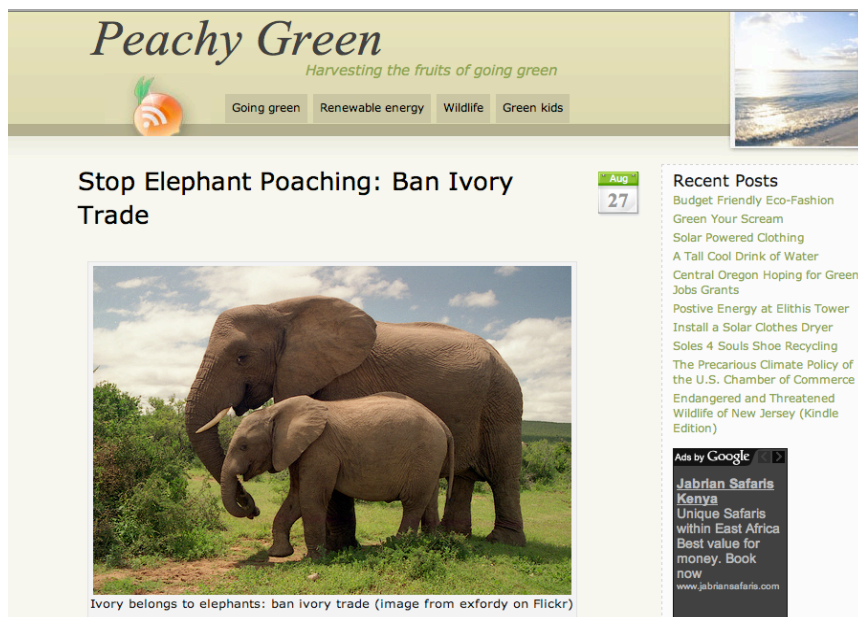 Peachy Green
Harvesting the fruits of going green
Going green Renewable energy Wildlife Green kids
Stop Elephant Poaching: Ban Ivory
Trade
Aug
27
Ivory belongs to elephants: ban ivory trade (image from exfordy on Flickr)
Recent Posts
Budget Friendly Eco-Fashion
Green Your Scream
Solar Powered Clothing
A Tall Cool Drink of Water
Central Oregon Hoping for Green
Jobs Grants
Postive Energy at Elithis Tower
Install a Solar Clothes Dryer
Soles 4 Souls Shoe Recycling
The Precarious Climate Policy of
the U.S. Chamber of Commerce
Endangered and Threatened
Wildlife of New Jersey (Kindle
Edition)
Ads by Google
Jabrian Safaris
Kenya
Unique Safaris
within East Africa
Best value for
money. Book
now
www.jabriansafaris.com